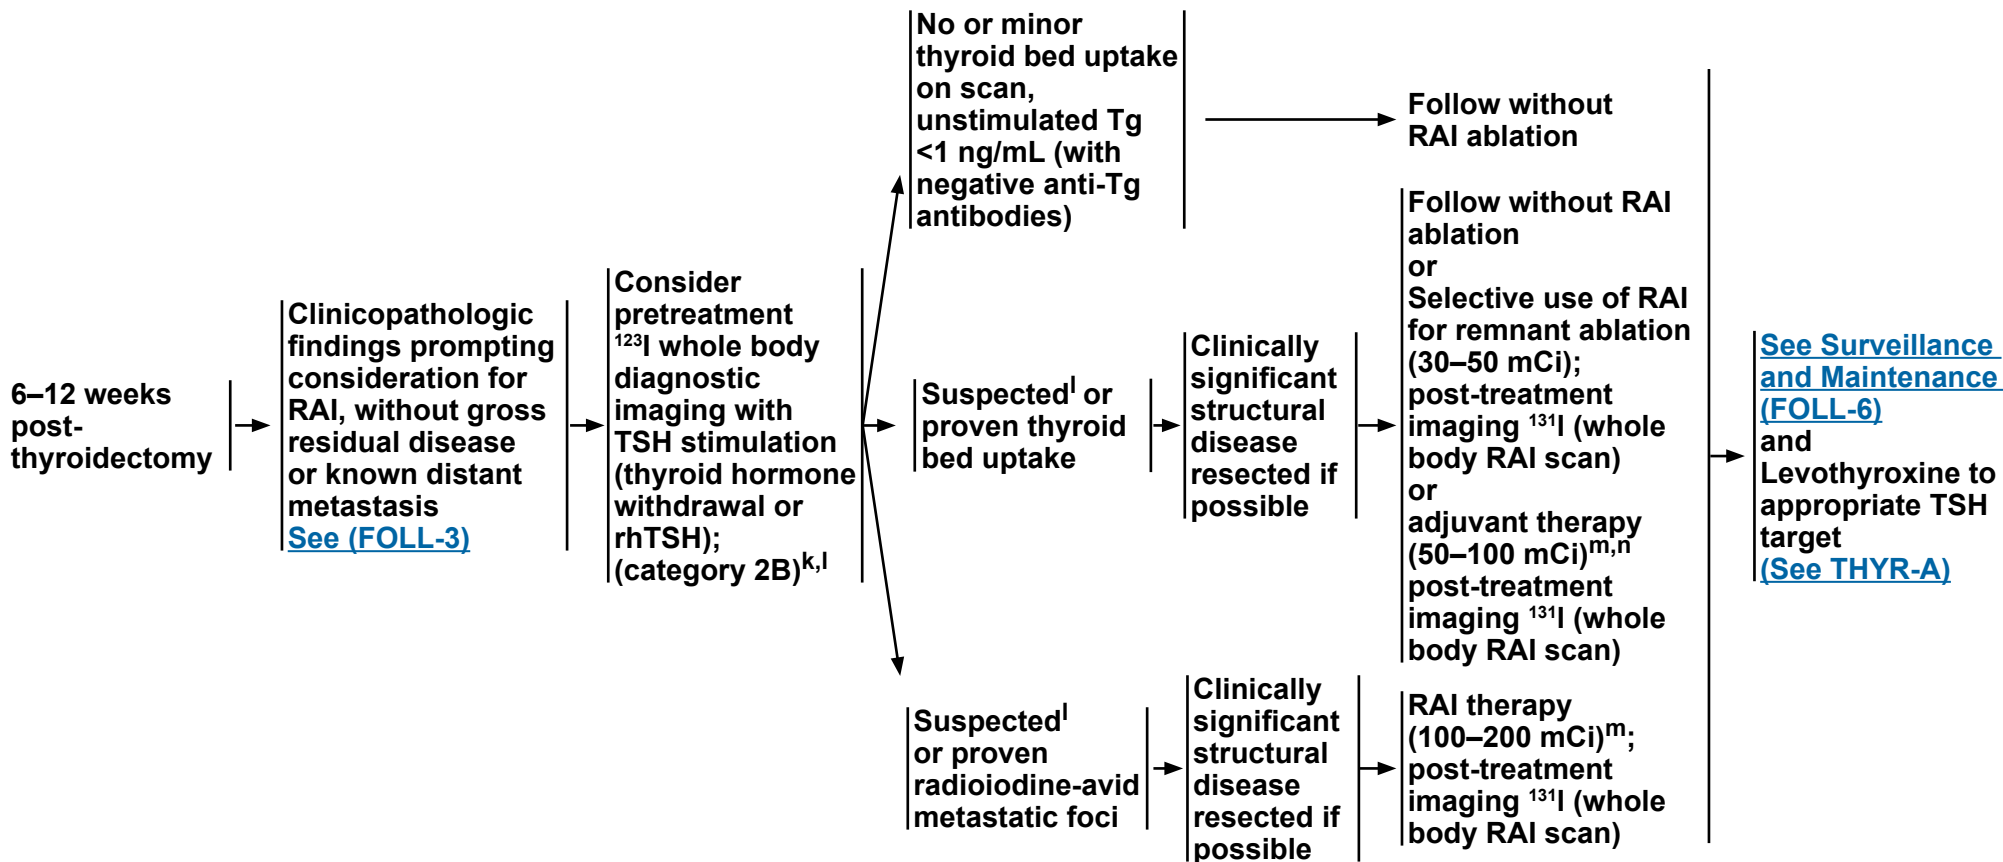 6–12 weeks
post-
thyroidectomy
Clinicopathologic
findings prompting
consideration for
RAI, without gross
residual disease
or known distant
metastasis
See (FOLL-3)
Consider
pretreatment
¹²³I whole body
diagnostic
imaging with
TSH stimulation
(thyroid hormone
withdrawal or
rhTSH);
(category 2B)k,l
No or minor
thyroid bed uptake
on scan,
unstimulated Tg
<1 ng/mL (with
negative anti-Tg
antibodies)
Follow without
RAI ablation
Suspectedl or
proven thyroid
bed uptake
Clinically
significant
structural
disease
resected if
possible
Follow without RAI
ablation
or
Selective use of RAI
for remnant ablation
(30–50 mCi);
post-treatment
imaging ¹³¹I (whole
body RAI scan)
or
adjuvant therapy
(50–100 mCi)m,n
post-treatment
imaging ¹³¹I (whole
body RAI scan)
Suspectedl
or proven
radioiodine-avid
metastatic foci
Clinically
significant
structural
disease
resected if
possible
RAI therapy
(100–200 mCi)m;
post-treatment
imaging ¹³¹I (whole
body RAI scan)
See Surveillance
and Maintenance
(FOLL-6)
and
Levothyroxine to
appropriate TSH
target
(See THYR-A)